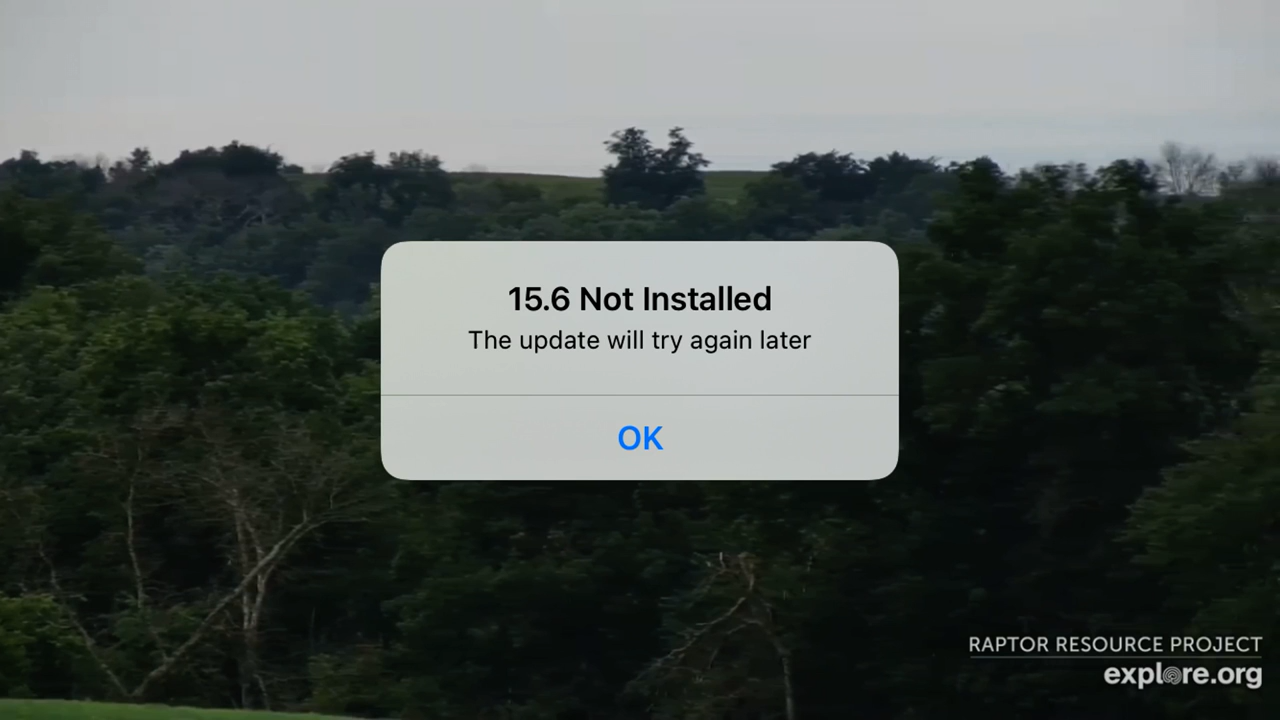 15.6 Not Installed
The update will try again later
OK
RAPTOR RESOURCE PROJECT
explore.org